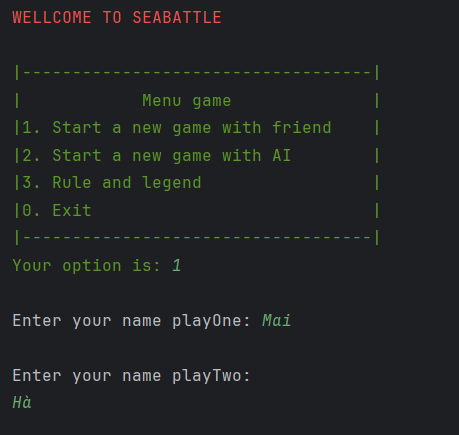 WELLCOME TO SEABATTLE
|-----------------------------------|
|            Menu game              |
|1. Start a new game with friend    |
|2. Start a new game with AI        |
|3. Rule and legend                 |
|0. Exit                            |
|-----------------------------------|
Your option is: 1
Enter your name playOne: Mai
Enter your name playTwo:
Hà